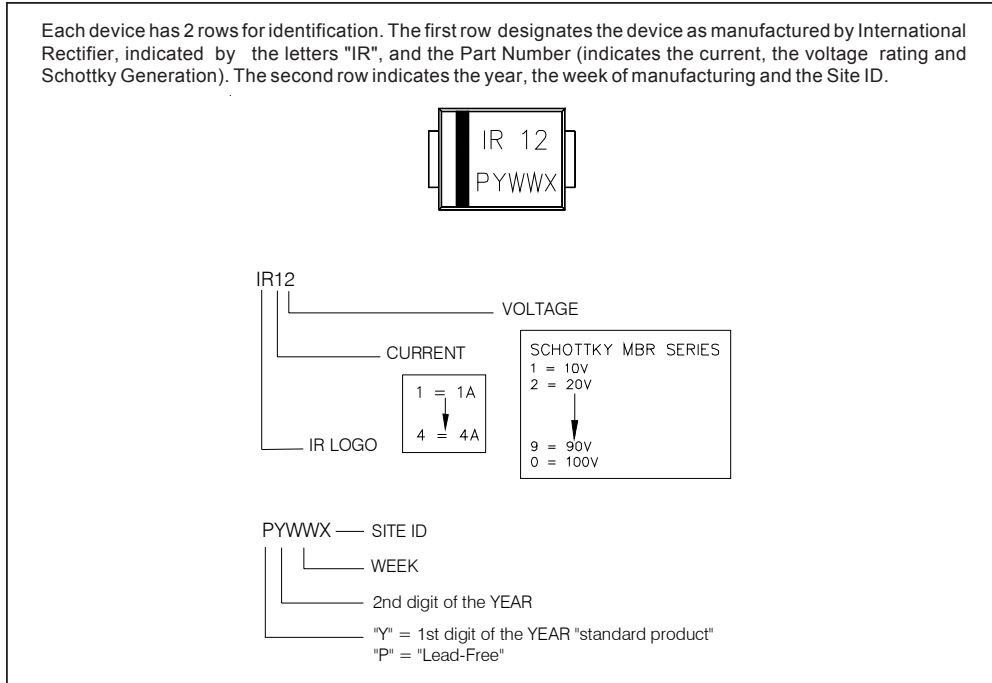 Each device has 2 rows for identification. The first row designates the device as manufactured by International
Rectifier, indicated by the letters "IR", and the Part Number (indicates the current, the voltage rating and
Schottky Generation). The second row indicates the year, the week of manufacturing and the Site ID.
IR 12
PYWWX
IR12
VOLTAGE
CURRENT
1 = 1A
4 = 4A
IR LOGO
SCHOTTKY MBR SERIES
1 = 10V
2 = 20V
9 = 90V
0 = 100V
PYWWX
SITE ID
WEEK
2nd digit of the YEAR
"Y" = 1st digit of the YEAR "standard product"
"P" = "Lead-Free"